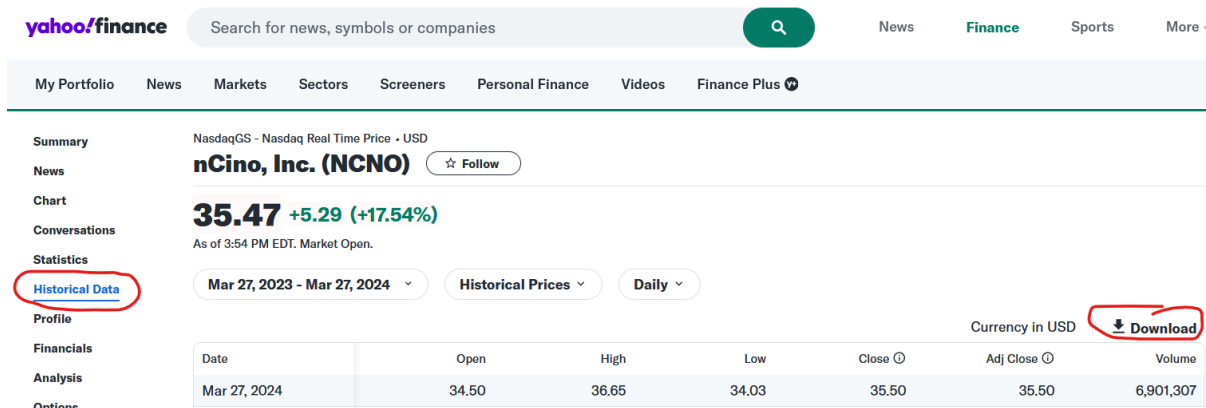 yahoo!finance Search for news, symbols or companies News Finance Sports More
My Portfolio News Markets Sectors Screeners Personal Finance Videos Finance Plus Y+
Summary
News
Chart
Conversations
Statistics
Historical Data
Profile
Financials
Analysis
Options
NasdaqGS - Nasdaq Real Time Price • USD
nCino, Inc. (NCNO) ☆ Follow
35.47 +5.29 (+17.54%)
As of 3:54 PM EDT. Market Open.
Mar 27, 2023 - Mar 27, 2024 Historical Prices Daily
Currency in USD Download
Date Open High Low Close Adj Close Volume
Mar 27, 2024 34.50 36.65 34.03 35.50 35.50 6,901,307